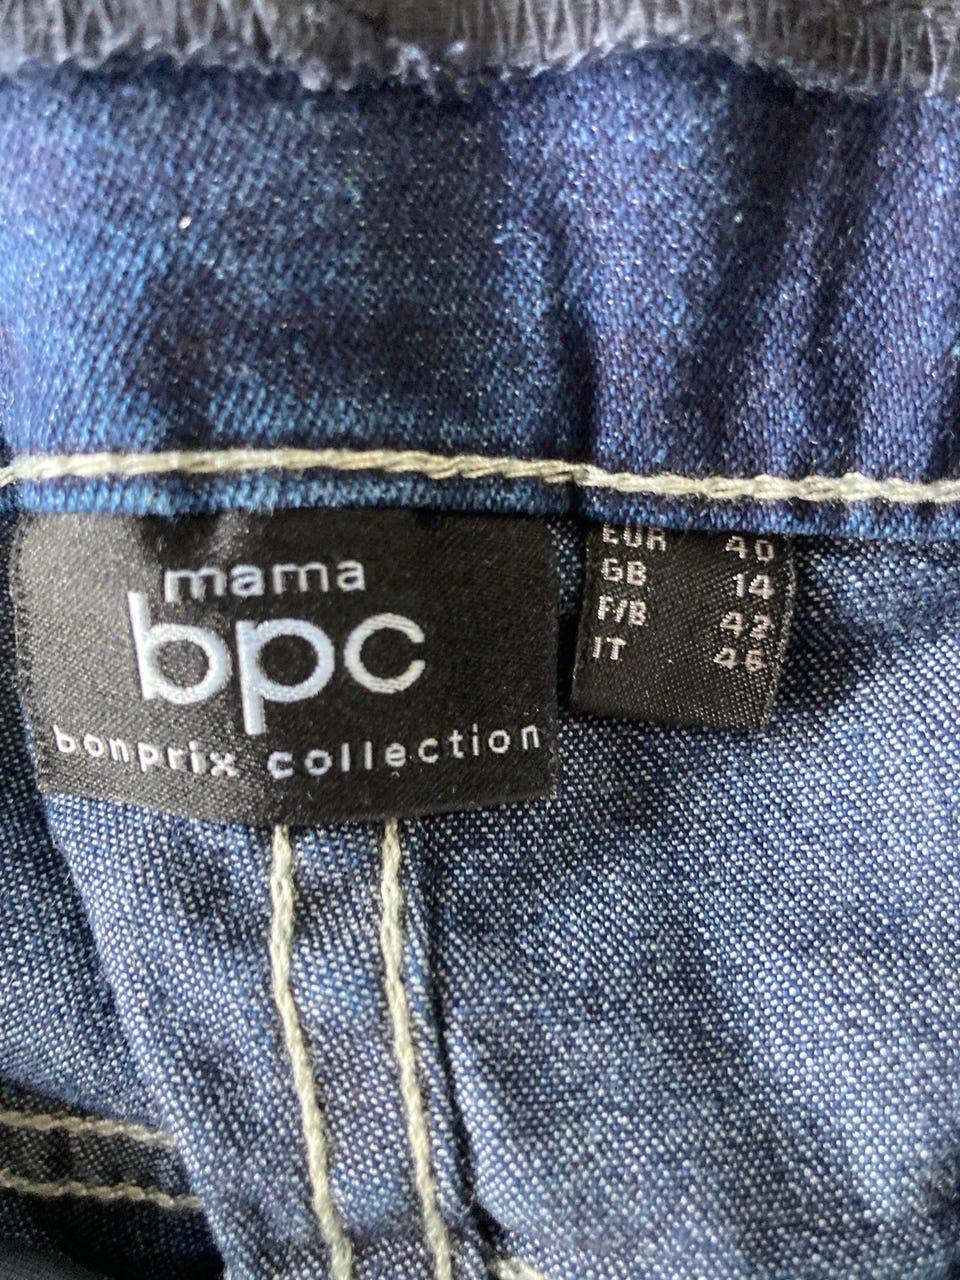 mama
bpc
bonprix collection
EUR 40
GB 14
F/B 42
IT 46